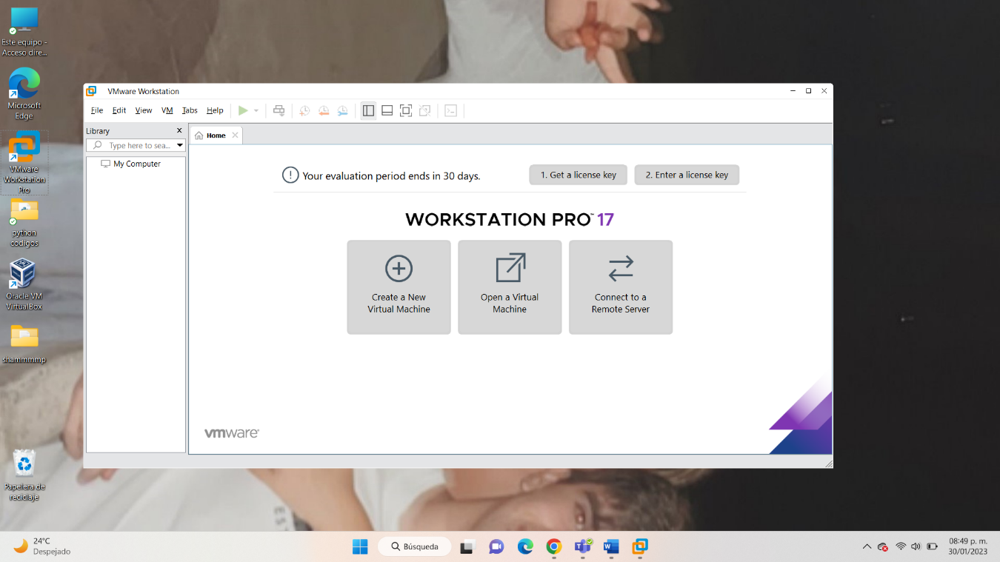 Este equipo -
Acceso dire...
Microsoft
Edge
VMware
Workstation
Pro
python
codigos
Oracle VM
VirtualBox
shammmmp
Papelera de
reciclaje
VMware Workstation
File Edit View VM Tabs Help
Library x
Type here to sea...
My Computer
Home
Your evaluation period ends in 30 days.
1. Get a license key
2. Enter a license key
WORKSTATION PRO™ 17
Create a New
Virtual Machine
Open a Virtual
Machine
Connect to a
Remote Server
vmware®
24°C
Despejado
Búsqueda
08:49 p. m.
30/01/2023